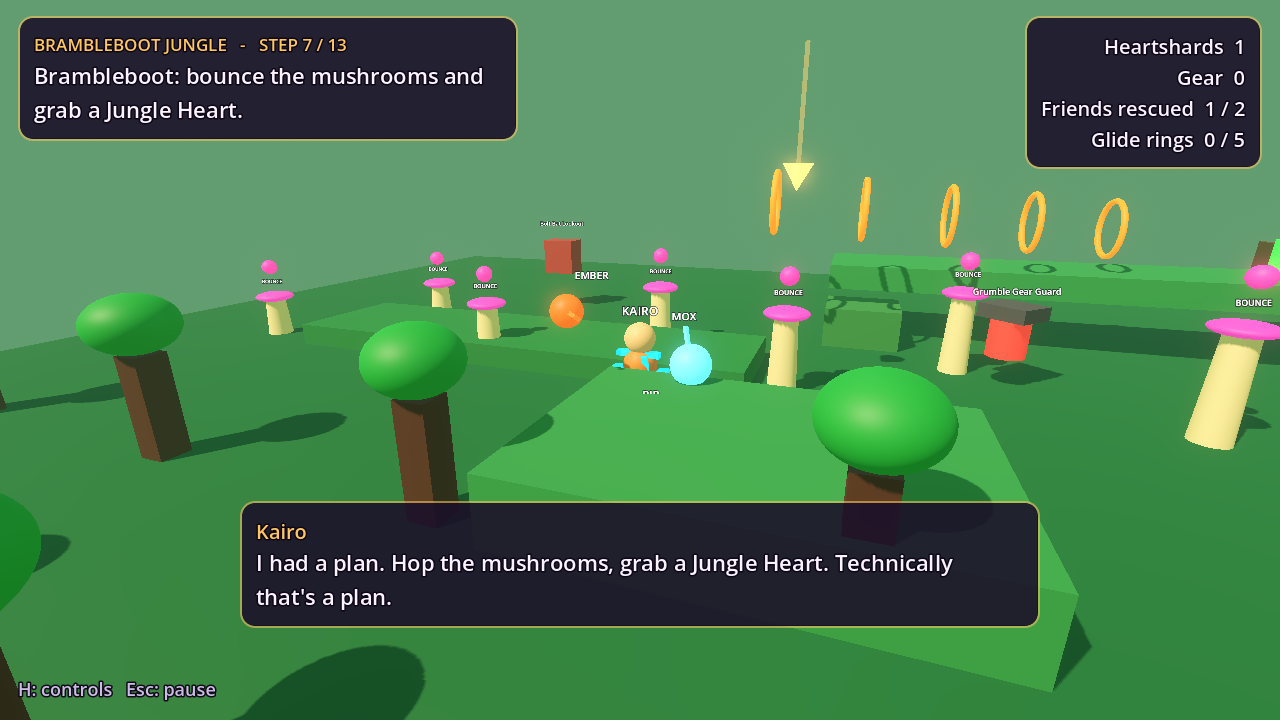 BRAMBLEBOOT JUNGLE - STEP 7 / 13
Brambleboot: bounce the mushrooms and
grab a Jungle Heart.
Heartshards 1
Gear 0
Friends rescued 1 / 2
Glide rings 0 / 5
BOUNCE
BOUNCE
BOUNCE
BOUNCE
BOUNCE
BOUNCE
BOUNCE
EMBER
KAIRO
MOX
Grumble Gear Guard
Kairo
I had a plan. Hop the mushrooms, grab a Jungle Heart. Technically
that's a plan.
H: controls Esc: pause